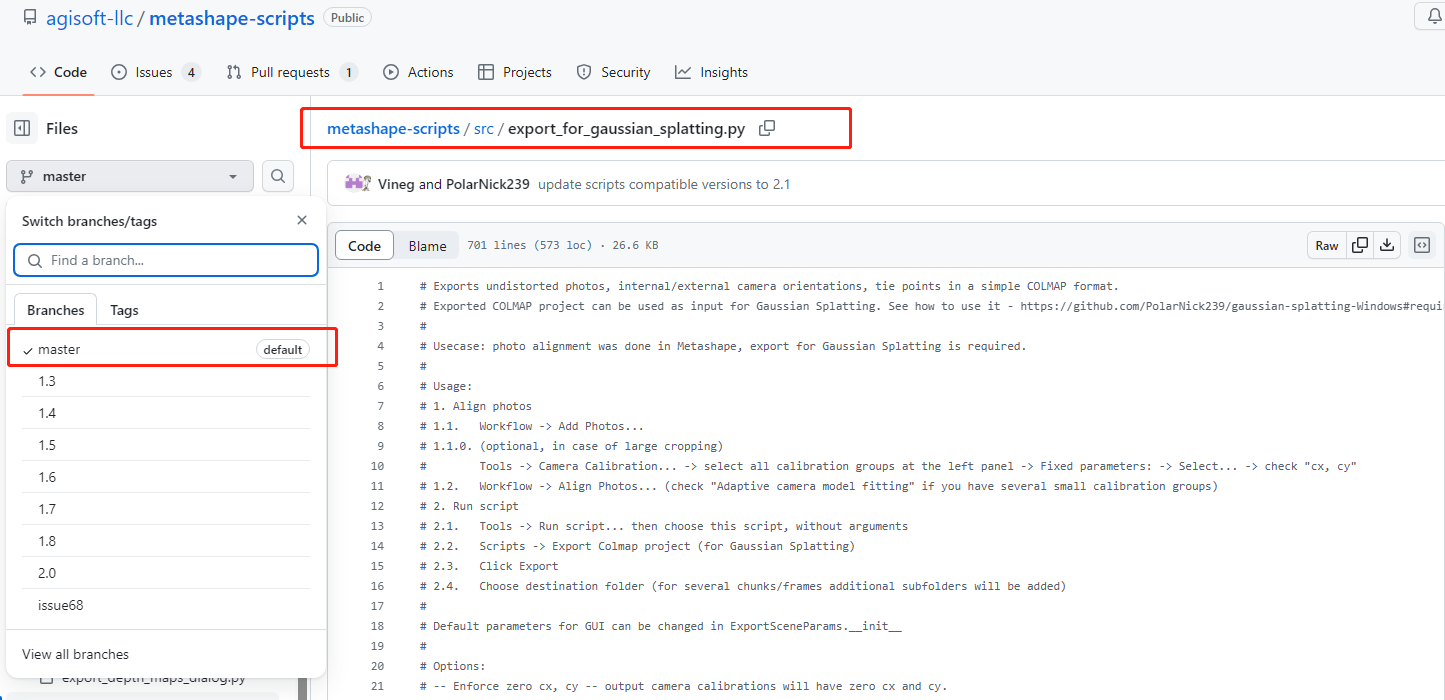 agisoft-llc / metashape-scripts Public
Code Issues 4 Pull requests 1 Actions Projects Security Insights
Files
metashape-scripts / src / export_for_gaussian_splatting.py
master
Vineg and PolarNick239 update scripts compatible versions to 2.1
Switch branches/tags
Find a branch...
Code Blame 701 lines (573 loc) · 26.6 KB Raw
Branches Tags
master default
1.3
1.4
1.5
1.6
1.7
1.8
2.0
issue68
View all branches
export_depth_maps_dialog.py
1 # Exports undistorted photos, internal/external camera orientations, tie points in a simple COLMAP format.
2 # Exported COLMAP project can be used as input for Gaussian Splatting. See how to use it - https://github.com/PolarNick239/gaussian-splatting-Windows#requi
3 #
4 # Usecase: photo alignment was done in Metashape, export for Gaussian Splatting is required.
5 #
6 # Usage:
7 # 1. Align photos
8 # 1.1. Workflow -> Add Photos...
9 # 1.1.0. (optional, in case of large cropping)
10 # Tools -> Camera Calibration... -> select all calibration groups at the left panel -> Fixed parameters: -> Select... -> check "cx, cy"
11 # 1.2. Workflow -> Align Photos... (check "Adaptive camera model fitting" if you have several small calibration groups)
12 # 2. Run script
13 # 2.1. Tools -> Run script... then choose this script, without arguments
14 # 2.2. Scripts -> Export Colmap project (for Gaussian Splatting)
15 # 2.3. Click Export
16 # 2.4. Choose destination folder (for several chunks/frames additional subfolders will be added)
17 #
18 # Default parameters for GUI can be changed in ExportSceneParams.__init__
19 #
20 # Options:
21 # -- Enforce zero cx, cy -- output camera calibrations will have zero cx and cy.